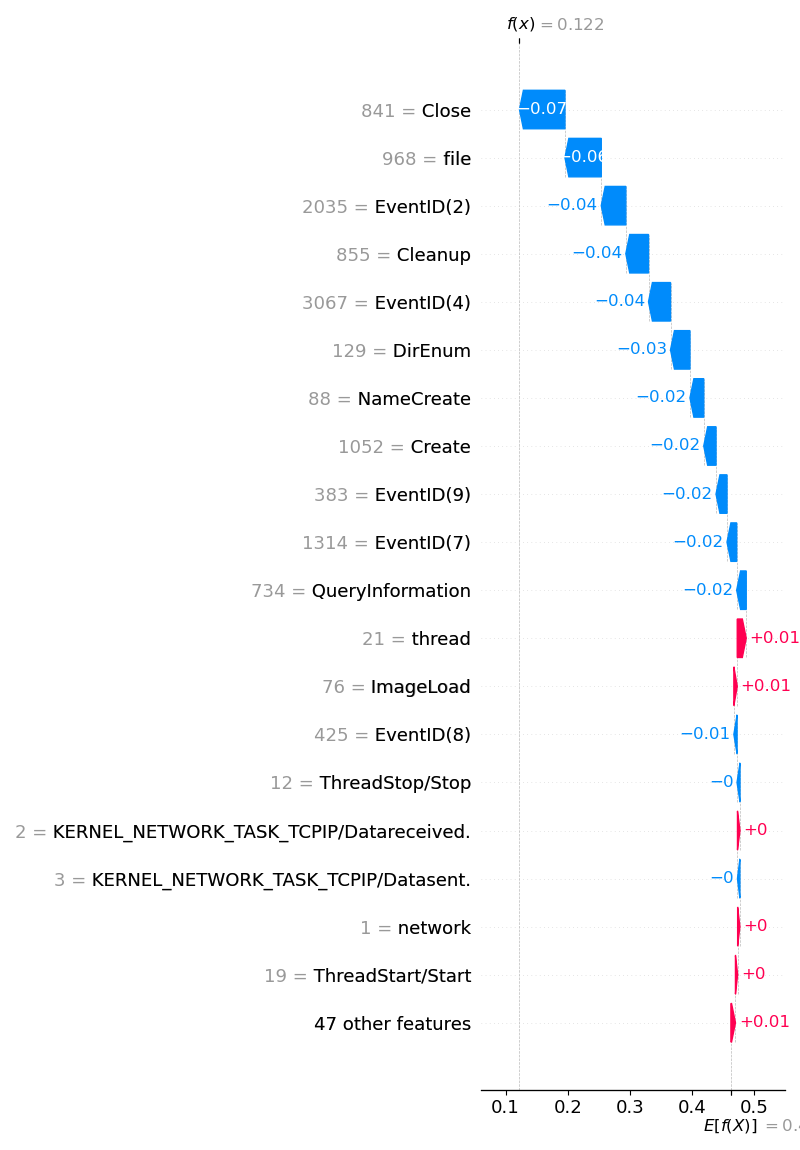 f(x) = 0.122
841 = Close
−0.07
968 = file
−0.06
2035 = EventID(2)
−0.04
855 = Cleanup
−0.04
3067 = EventID(4)
−0.04
129 = DirEnum
−0.03
88 = NameCreate
−0.02
1052 = Create
−0.02
383 = EventID(9)
−0.02
1314 = EventID(7)
−0.02
734 = QueryInformation
−0.02
21 = thread
+0.01
76 = ImageLoad
+0.01
425 = EventID(8)
−0.01
12 = ThreadStop/Stop
−0
2 = KERNEL_NETWORK_TASK_TCPIP/Datareceived.
+0
3 = KERNEL_NETWORK_TASK_TCPIP/Datasent.
−0
1 = network
+0
19 = ThreadStart/Start
+0
47 other features
+0.01
0.1 0.2 0.3 0.4 0.5
E[f(X)] = 0.4